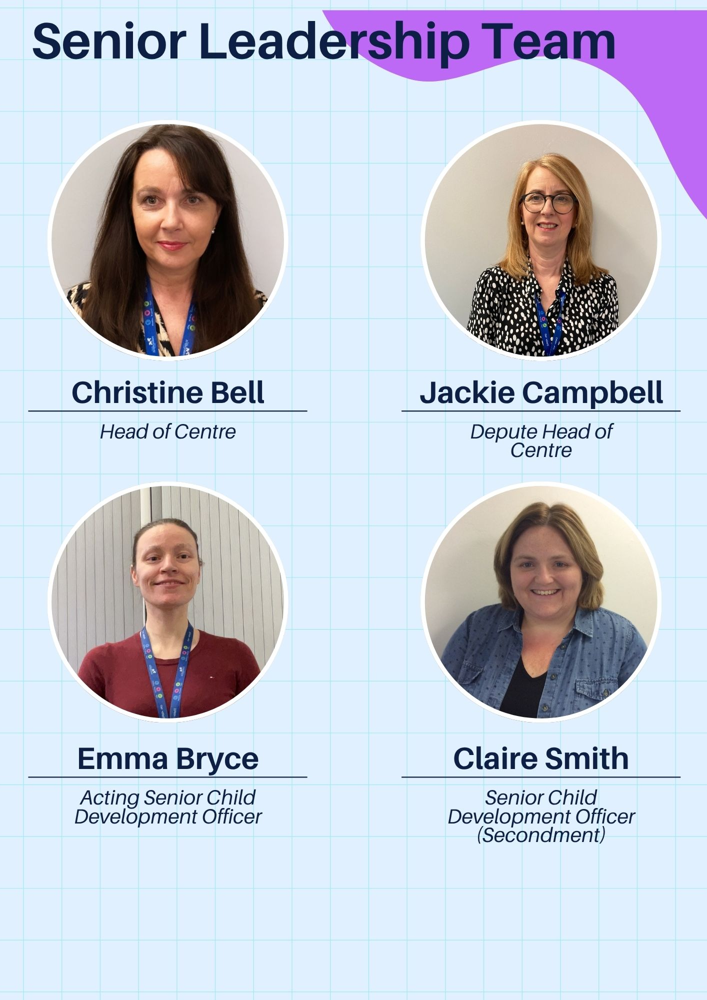 Senior Leadership Team
Christine Bell
Head of Centre
Jackie Campbell
Depute Head of
Centre
Emma Bryce
Acting Senior Child
Development Officer
Claire Smith
Senior Child
Development Officer
(Secondment)